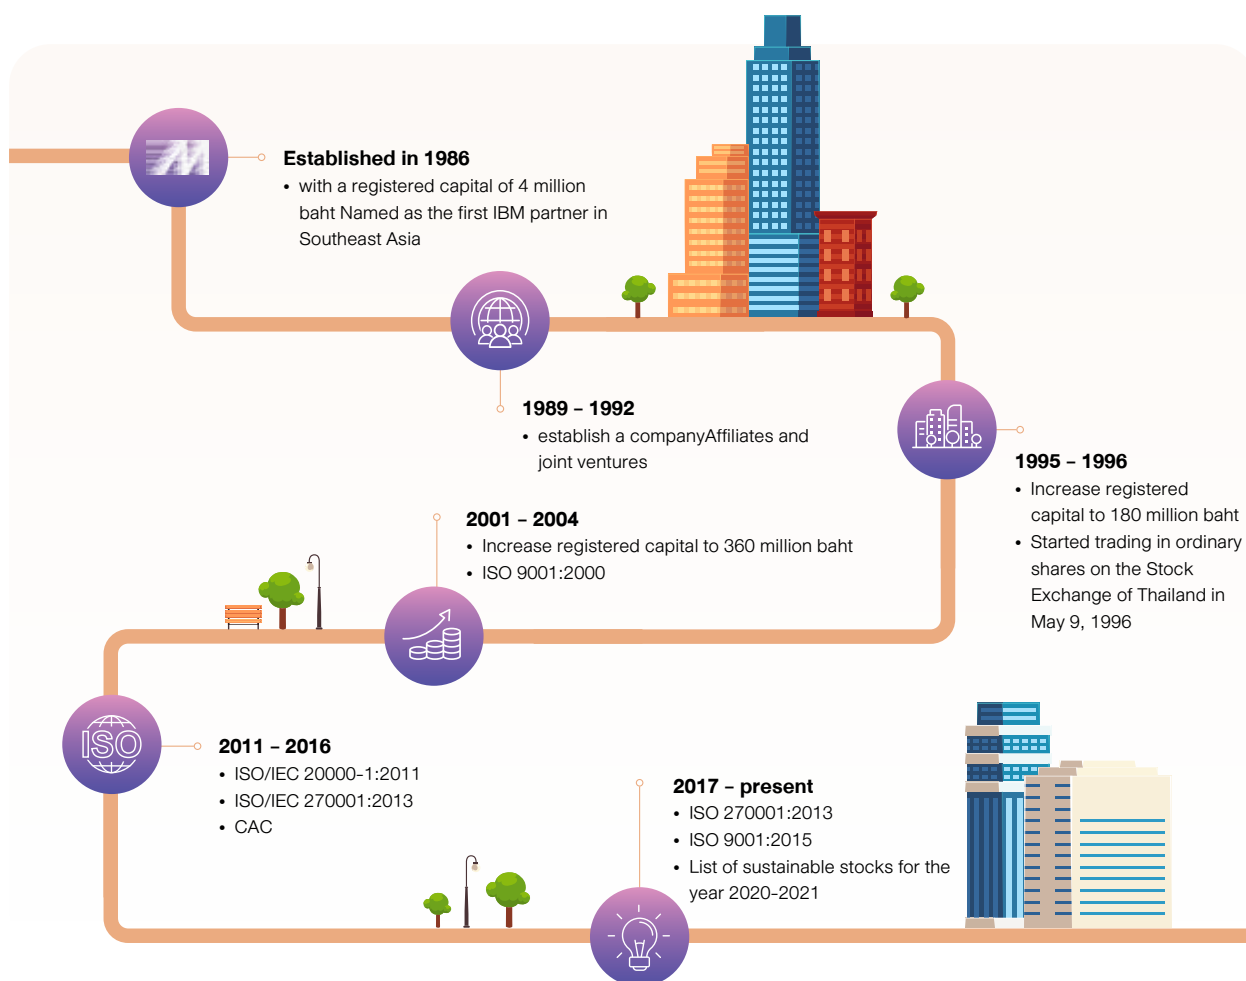 Established in 1986
• with a registered capital of 4 million
baht Named as the first IBM partner in
Southeast Asia
1989 – 1992
• establish a companyAffiliates and
joint ventures
1995 – 1996
• Increase registered
capital to 180 million baht
• Started trading in ordinary
shares on the Stock
Exchange of Thailand in
May 9, 1996
2001 – 2004
• Increase registered capital to 360 million baht
• ISO 9001:2000
ISO
2011 – 2016
• ISO/IEC 20000-1:2011
• ISO/IEC 270001:2013
• CAC
2017 – present
• ISO 270001:2013
• ISO 9001:2015
• List of sustainable stocks for the
year 2020-2021